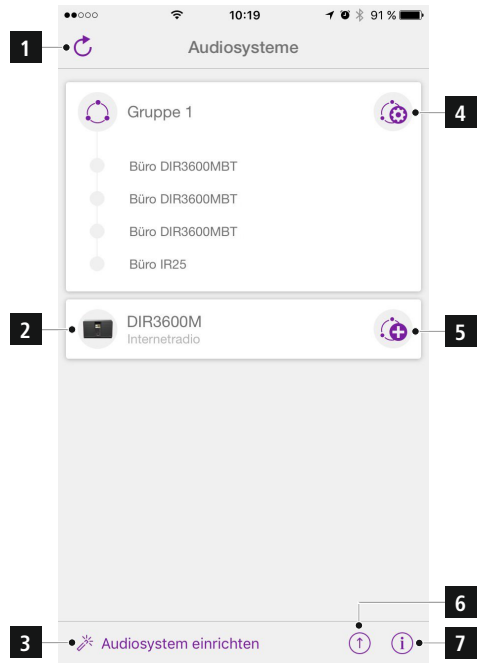 10:19
91 %
1
Audiosysteme
Gruppe 1
4
Büro DIR3600MBT
Büro DIR3600MBT
Büro DIR3600MBT
Büro IR25
2
DIR3600M
Internetradio
5
6
3
Audiosystem einrichten
7